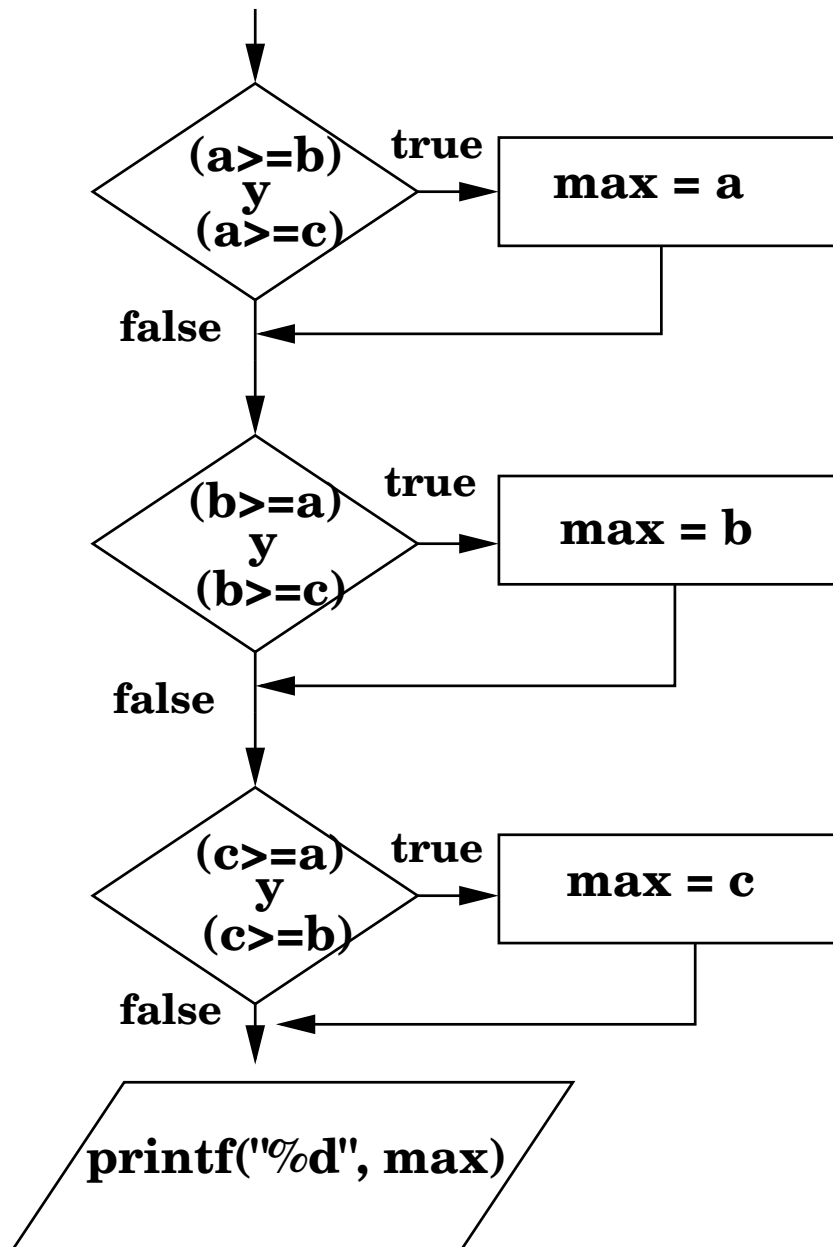 (a>=b)
y
(a>=c)
true
max = a
false
(b>=a)
y
(b>=c)
true
max = b
false
(c>=a)
y
(c>=b)
true
max = c
false
printf("%d", max)